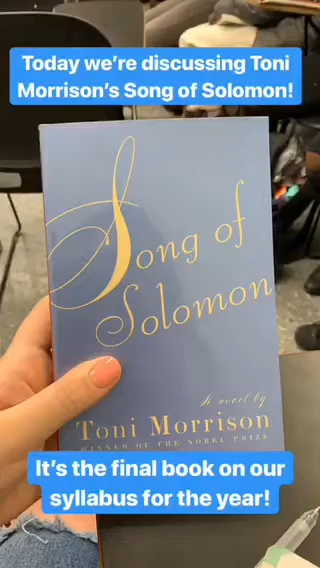 Today we're discussing Toni
Morrison's Song of Solomon!
Song of
Solomon
A novel by
Toni Morrison
WINNER OF THE NOBEL PRIZE
It's the final book on our
syllabus for the year!